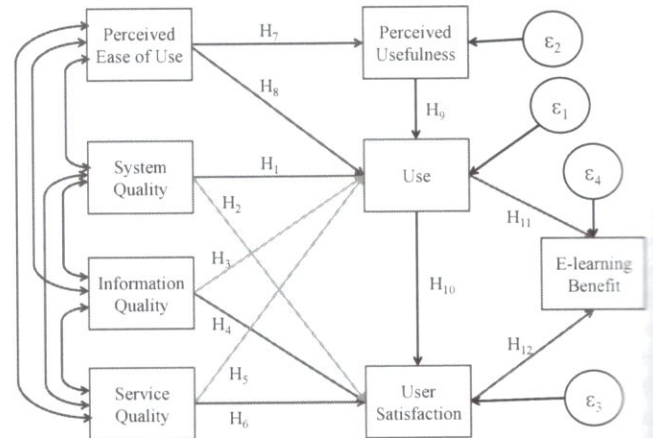 Perceived
Ease of Use
H7
Perceived
Usefulness
ε2
H8
H9
ε1
System
Quality
H1
Use
H2
ε4
H11
H3
E-learning
Benefit
Information
Quality
H10
H4
H12
H5
Service
Quality
H6
User
Satisfaction
ε3